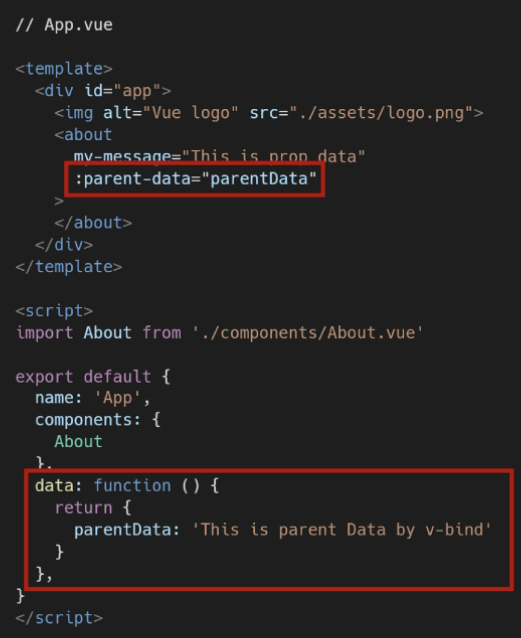 // App.vue
<template>
<div id="app">
<img alt="Vue logo" src="./assets/logo.png">
<about
my-message="This is prop data"
:parent-data="parentData"
>
</about>
</div>
</template>
<script>
import About from './components/About.vue'
export default {
name: 'App',
components: {
About
},
data: function () {
return {
parentData: 'This is parent Data by v-bind'
}
},
}
</script>